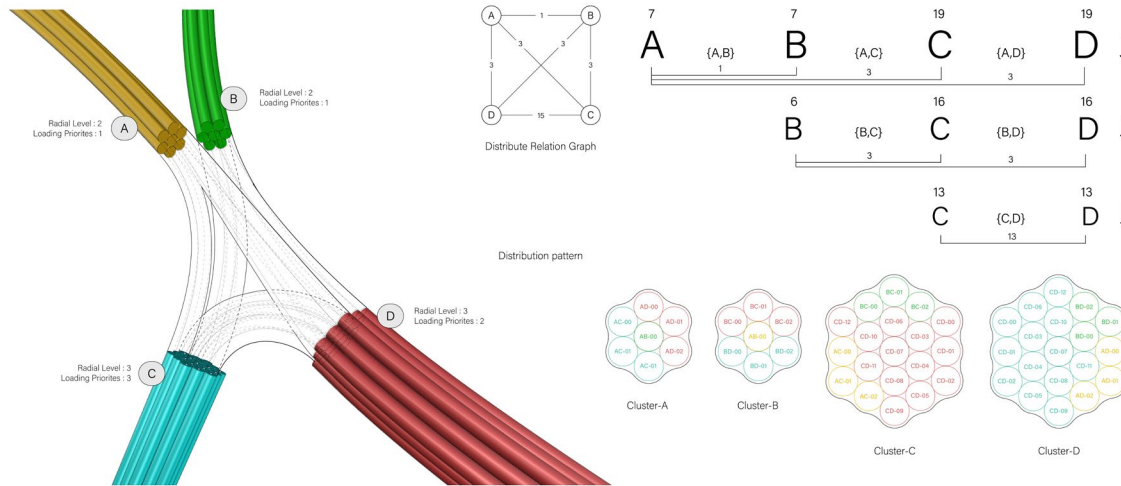 B
Radial Level : 2
Loading Priorites : 1
Radial Level : 2
Loading Priorites : 1
A
D
Radial Level : 3
Loading Priorites : 2
Radial Level : 3
Loading Priorites : 3
C
A 1 B
3 3
3 3
D 15 C
Distribute Relation Graph
7 7 19 19
A {A,B} B {A,C} C {A,D} D
1 3 3
6 16 16
B {B,C} C {B,D} D
3 3
13 13
C {C,D} D
13
Distribution pattern
AD-00
AC-00 AD-01
AB-00
AC-01 AD-02
AC-01
Cluster-A
BC-01
BC-00 BC-02
AB-00
BD-00 BD-02
BD-01
Cluster-B
BC-01
BC-00 BC-02
CD-12 CD-06 CD-00
CD-10 CD-03
AC-00 CD-07 CD-01
CD-11 CD-04
AC-01 CD-08 CD-02
AC-02 CD-05
CD-09
Cluster-C
CD-12
CD-06 BD-02
CD-00 CD-10 BD-01
CD-03 BD-00
CD-01 CD-07 AD-00
CD-04 CD-11
CD-02 CD-08 AD-01
CD-05 AD-02
CD-09
Cluster-D